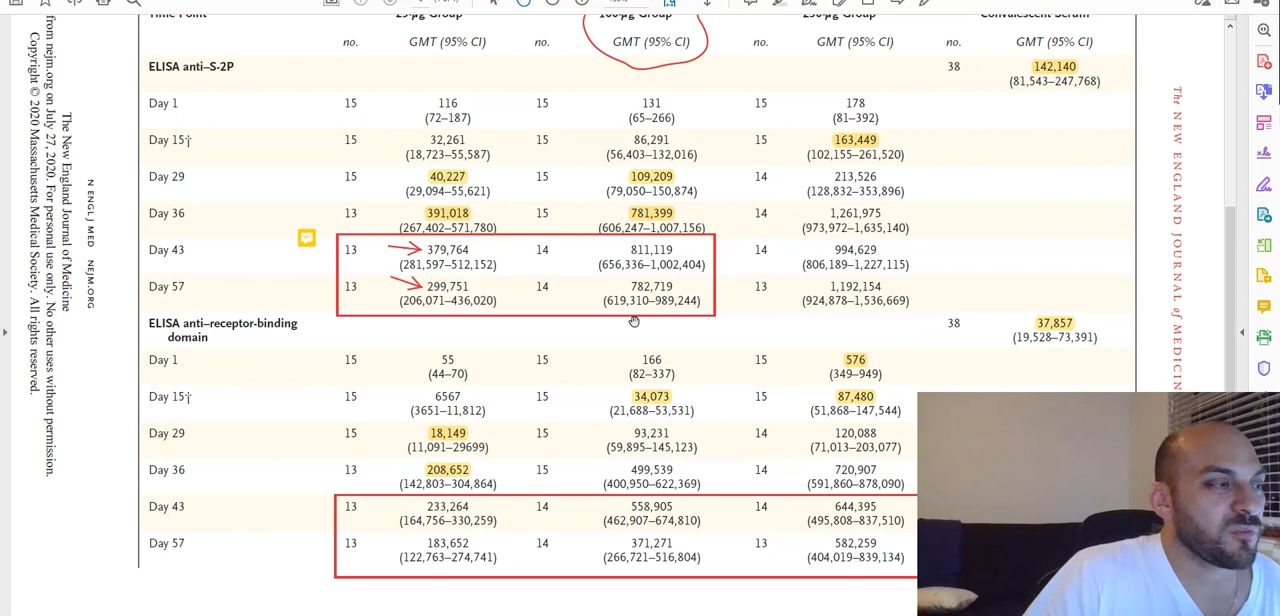 Time Point 25-μg Group 100-μg Group 250-μg Group Convalescent Serum
no. GMT (95% CI) no. GMT (95% CI) no. GMT (95% CI) no. GMT (95% CI)
ELISA anti–S-2P 38 142,140
(81,543–247,768)
Day 1 15 116 15 131 15 178
(72–187) (65–266) (81–392)
Day 15† 15 32,261 15 86,291 15 163,449
(18,723–55,587) (56,403–132,016) (102,155–261,520)
Day 29 15 40,227 15 109,209 14 213,526
(29,094–55,621) (79,050–150,874) (128,832–353,896)
Day 36 13 391,018 15 781,399 14 1,261,975
(267,402–571,780) (606,247–1,007,156) (973,972–1,635,140)
Day 43 13 379,764 14 811,119 14 994,629
(281,597–512,152) (656,336–1,002,404) (806,189–1,227,115)
Day 57 13 299,751 14 782,719 13 1,192,154
(206,071–436,020) (619,310–989,244) (924,878–1,536,669)
ELISA anti–receptor-binding 38 37,857
domain (19,528–73,391)
Day 1 15 55 15 166 15 576
(44–70) (82–337) (349–949)
Day 15† 15 6567 15 34,073 15 87,480
(3651–11,812) (21,688–53,531) (51,868–147,544)
Day 29 15 18,149 15 93,231 14 120,088
(11,091–29699) (59,895–145,123) (71,013–203,077)
Day 36 13 208,652 15 499,539 14 720,907
(142,803–304,864) (400,950–622,369) (591,860–878,090)
Day 43 13 233,264 14 558,905 14 644,395
(164,756–330,259) (462,907–674,810) (495,808–837,510)
Day 57 13 183,652 14 371,271 13 582,259
(122,763–274,741) (266,721–516,804) (404,019–839,134)
N ENGL J MED NEJM.ORG
The New England Journal of Medicine
from nejm.org on July 27, 2020. For personal use only. No other uses without permission.
Copyright © 2020 Massachusetts Medical Society. All rights reserved.
The NEW ENGLAND JOURNAL of MEDICINE